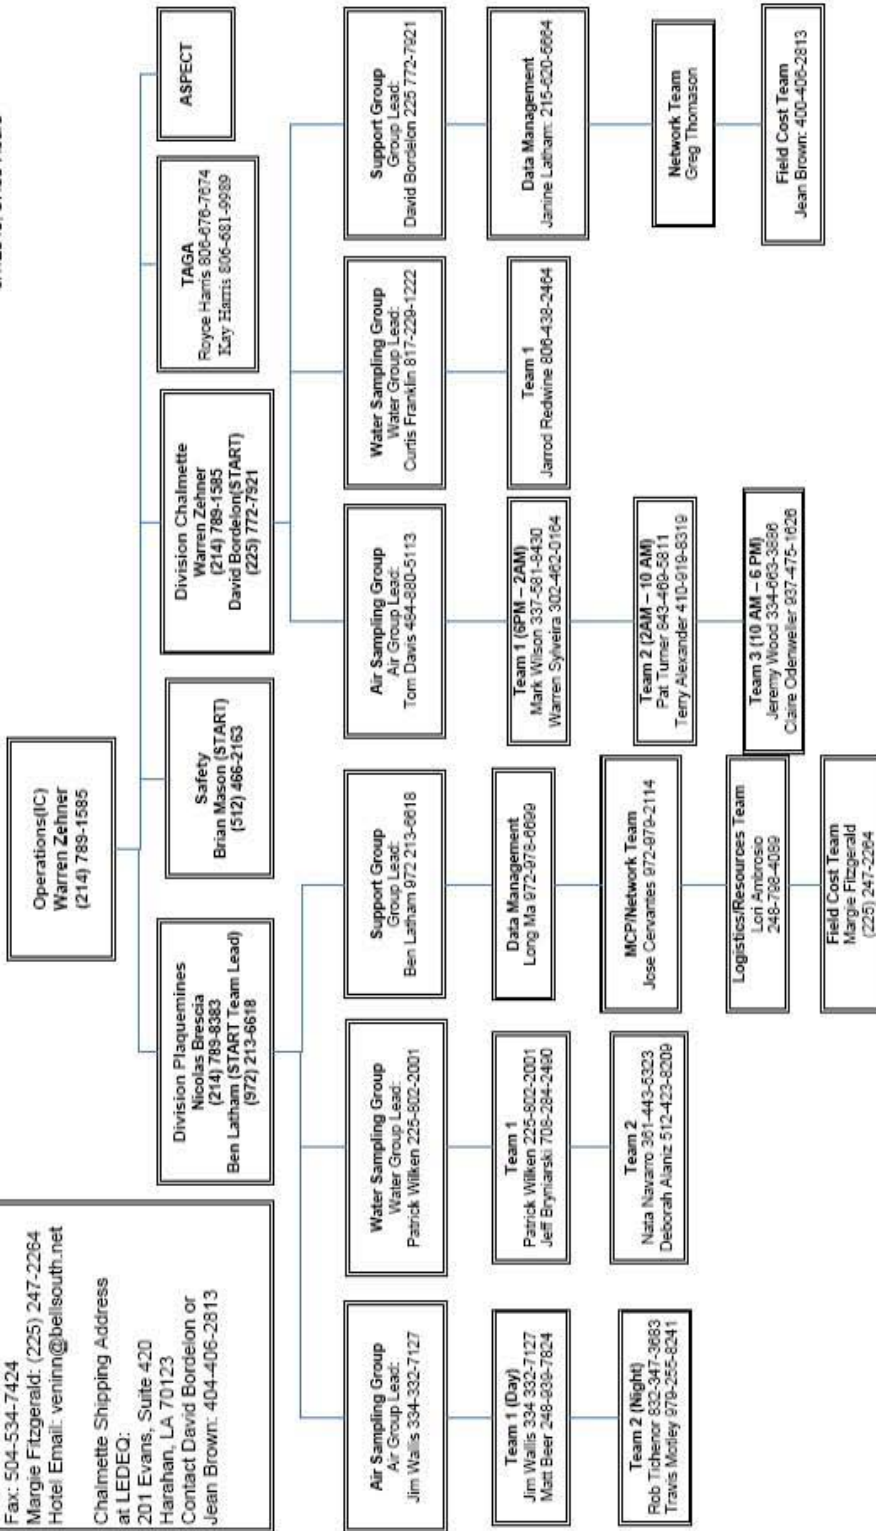 Fax: 504-534-7424
Margie Fitzgerald: (225) 247-2264
Hotel Email: veninn@bellsouth.net
Chalmette Shipping Address
at LEDEQ:
201 Evans, Suite 420
Harahan, LA 70123
Contact David Bordelon or
Jean Brown: 404-406-2813
Operations(IC)
Warren Zehner
(214) 789-1585
Division Plaquemines
Nicolas Brescia
(214) 789-8383
Ben Latham (START Team Lead)
(972) 213-6618
Safety
Brian Mason (START)
(512) 466-2163
Division Chalmette
Warren Zehner
(214) 789-1585
David Bordelon(START)
(225) 772-7921
TAGA
Royce Harris 806-676-7674
Kay Harris 806-681-9989
ASPECT
Air Sampling Group
Air Group Lead:
Jim Wallis 334-332-7127
Team 1 (Day)
Jim Wallis 334 332-7127
Matt Beer 248-939-7824
Team 2 (Night)
Rob Tichenor 832-347-3683
Travis Motley 979-255-8241
Water Sampling Group
Water Group Lead:
Patrick Wilken 225-802-2001
Team 1
Patrick Wilken 225-802-2001
Jeff Bryniarski 708-284-2490
Team 2
Nata Navarro 361-443-5323
Deborah Alaniz 512-423-8209
Support Group
Group Lead:
Ben Latham 972 213-6618
Data Management
Long Ma 972-978-6699
MCP/Network Team
Jose Cervantes 972-979-2114
Logistics/Resources Team
Lori Ambrosio
248-798-4089
Field Cost Team
Margie Fitzgerald
(225) 247-2264
Air Sampling Group
Air Group Lead:
Tom Davis 484-880-5113
Team 1 (6PM – 2AM)
Mark Wilson 337-581-8430
Warren Sylveira 302-462-0164
Team 2 (2AM – 10 AM)
Pat Turner 843-469-5811
Terry Alexander 410-919-8319
Team 3 (10 AM – 6 PM)
Jeremy Wood 334-663-3886
Claire Odenweller 937-475-1626
Water Sampling Group
Water Group Lead:
Curtis Franklin 817-229-1222
Team 1
Jarrod Redwine 806-438-2464
Support Group
Group Lead:
David Bordelon 225 772-7921
Data Management
Janine Latham: 215-620-6664
Network Team
Greg Thomason
Field Cost Team
Jean Brown: 400-406-2813